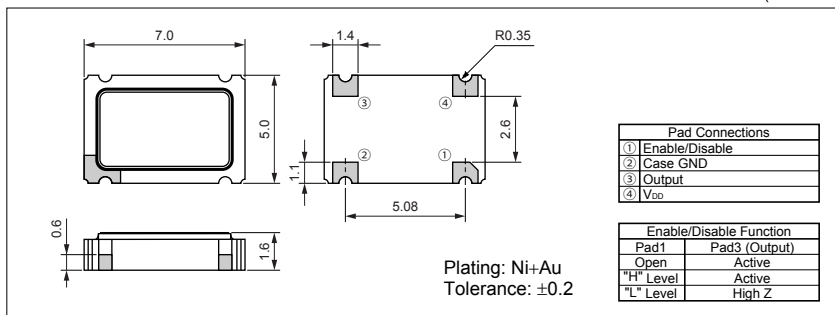 7.0
1.4
R0.35
5.0
③
④
2.6
②
①
1.1
5.08
0.6
1.6
Plating: Ni+Au
Tolerance: ±0.2
Pad Connections
① Enable/Disable
② Case GND
③ Output
④ VDD
Enable/Disable Function
Pad1 Pad3 (Output)
Open Active
"H" Level Active
"L" Level High Z